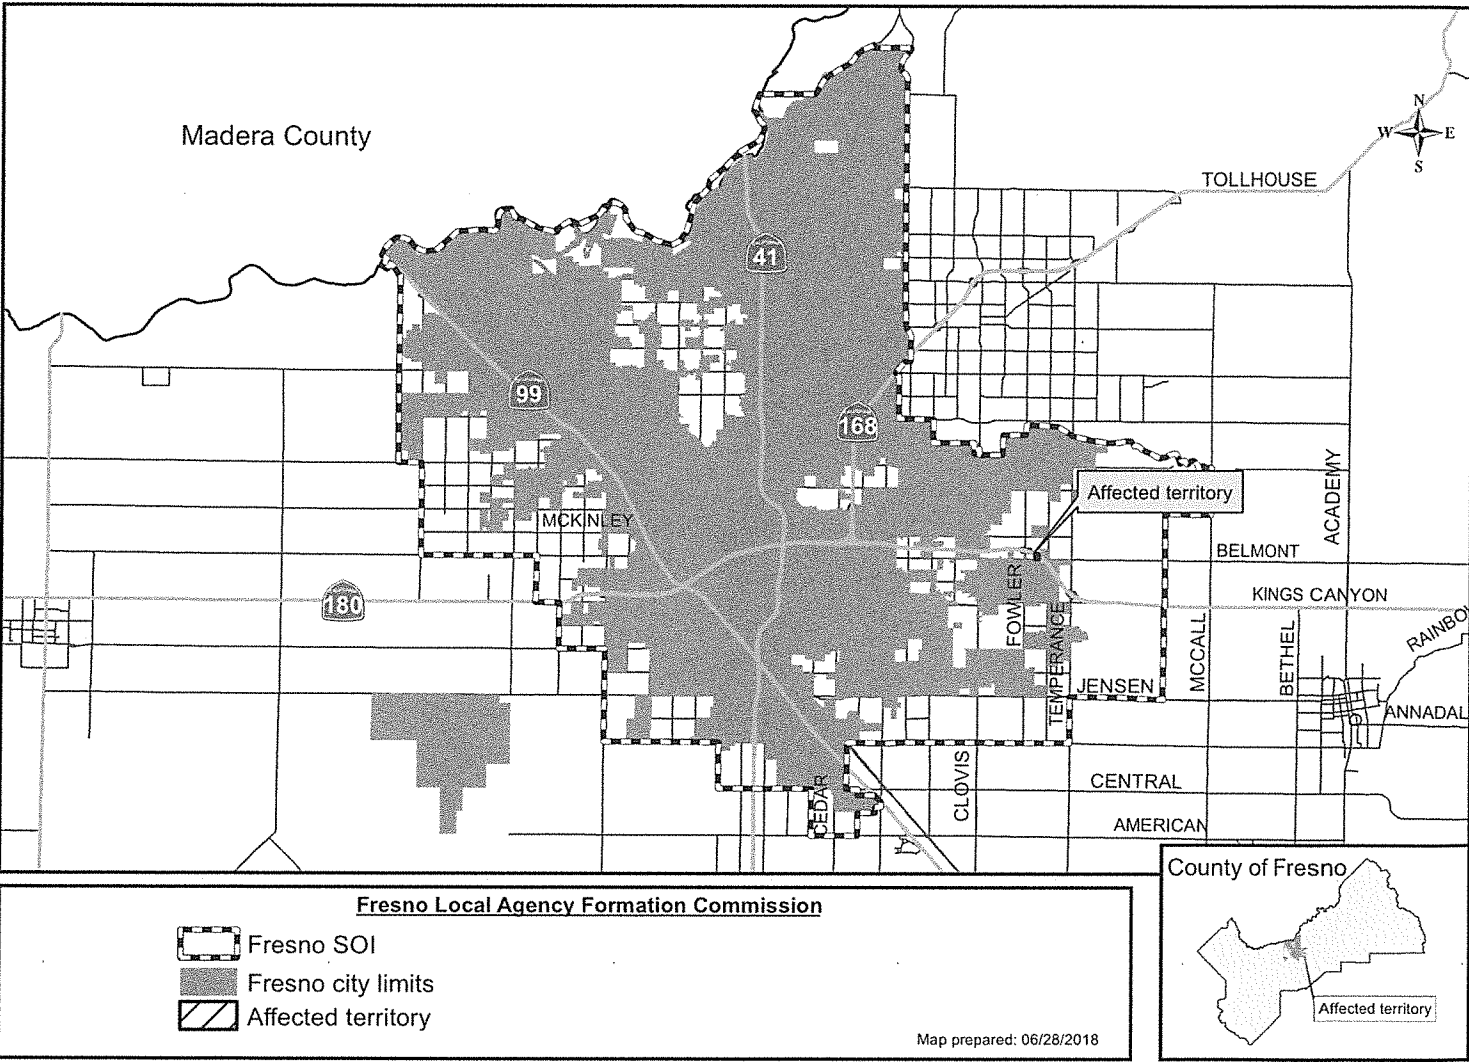 Madera County
N
W E
S
TOLLHOUSE
41
99
168
Affected territory
ACADEMY
MCKINLEY
BELMONT
180
KINGS CANYON
FOWLER
TEMPERANCE
MCCALL
BETHEL
JENSEN
ANNADAL
CLOVIS
CEDAR
CENTRAL
AMERICAN
County of Fresno
Affected territory
Fresno Local Agency Formation Commission
Fresno SOI
Fresno city limits
Affected territory
Map prepared: 06/28/2018